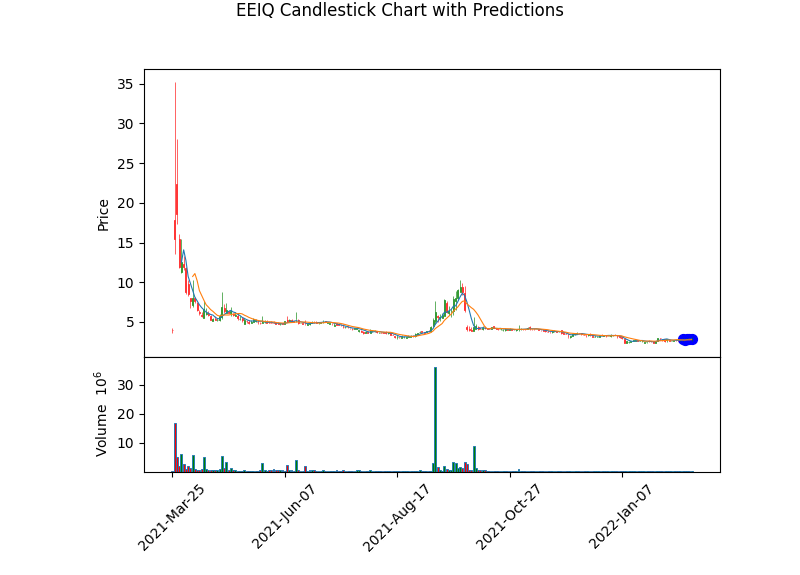 EEIQ Candlestick Chart with Predictions
Price
35
30
25
20
15
10
5
Volume 10^6
30
20
10
2021-Mar-25
2021-Jun-07
2021-Aug-17
2021-Oct-27
2022-Jan-07